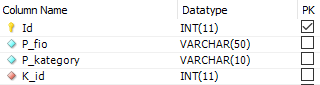 Column Name Datatype PK
Id INT(11)
P_fio VARCHAR(50)
P_kategory VARCHAR(10)
K_id INT(11)